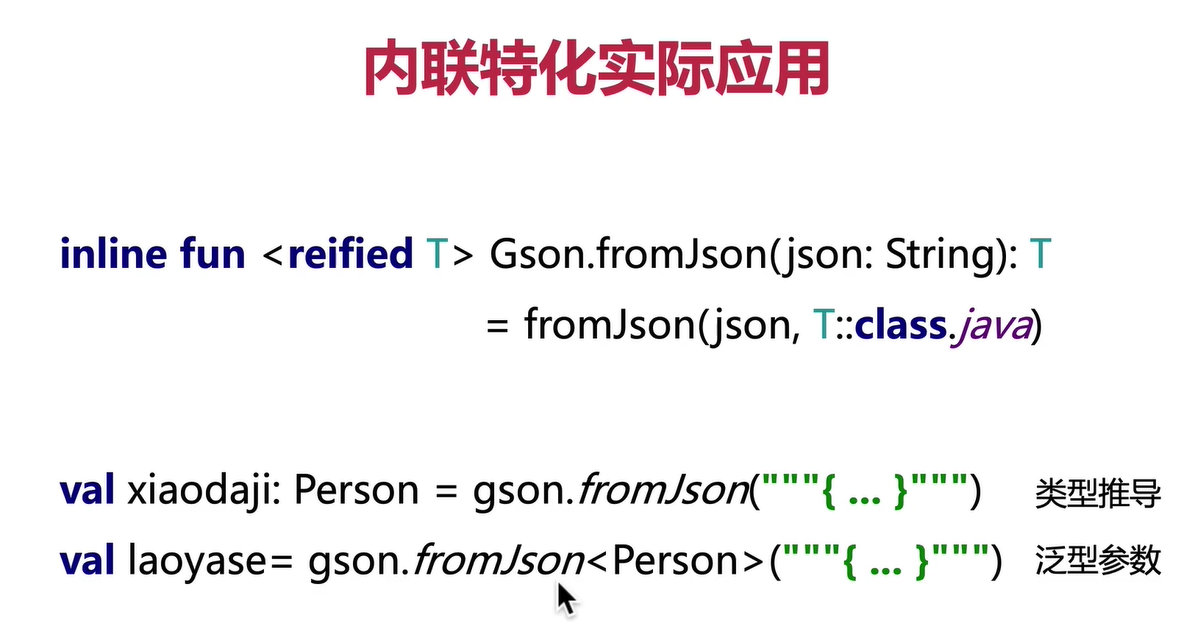 内联特化实际应用
inline fun <reified T> Gson.fromJson(json: String): T
= fromJson(json, T::class.java)
val xiaodaji: Person = gson.fromJson("""{ ... }""") 类型推导
val laoyase= gson.fromJson<Person>("""{ ... }""") 泛型参数